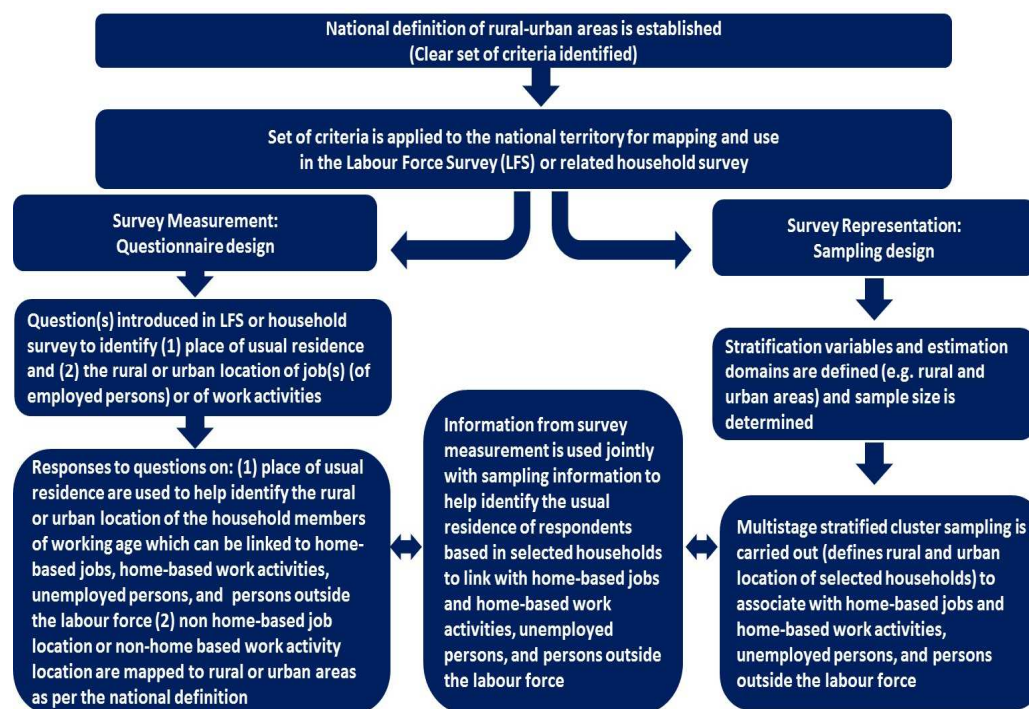 National definition of rural-urban areas is established
(Clear set of criteria identified)
Set of criteria is applied to the national territory for mapping and use
in the Labour Force Survey (LFS) or related household survey
Survey Measurement:
Questionnaire design
Question(s) introduced in LFS or household
survey to identify (1) place of usual residence
and (2) the rural or urban location of job(s) (of
employed persons) or of work activities
Responses to questions on: (1) place of usual
residence are used to help identify the rural
or urban location of the household members
of working age which can be linked to home-
based jobs, home-based work activities,
unemployed persons, and persons outside
the labour force (2) non home-based job
location or non-home based work activity
location are mapped to rural or urban areas
as per the national definition
Information from survey
measurement is used jointly
with sampling information to
help identify the usual
residence of respondents
based in selected households
to link with home-based jobs
and home-based work
activities, unemployed
persons, and persons outside
the labour force
Survey Representation:
Sampling design
Stratification variables and estimation
domains are defined (e.g. rural and
urban areas) and sample size is
determined
Multistage stratified cluster sampling is
carried out (defines rural and urban
location of selected households) to
associate with home-based jobs and
home-based work activities,
unemployed persons, and persons
outside the labour force